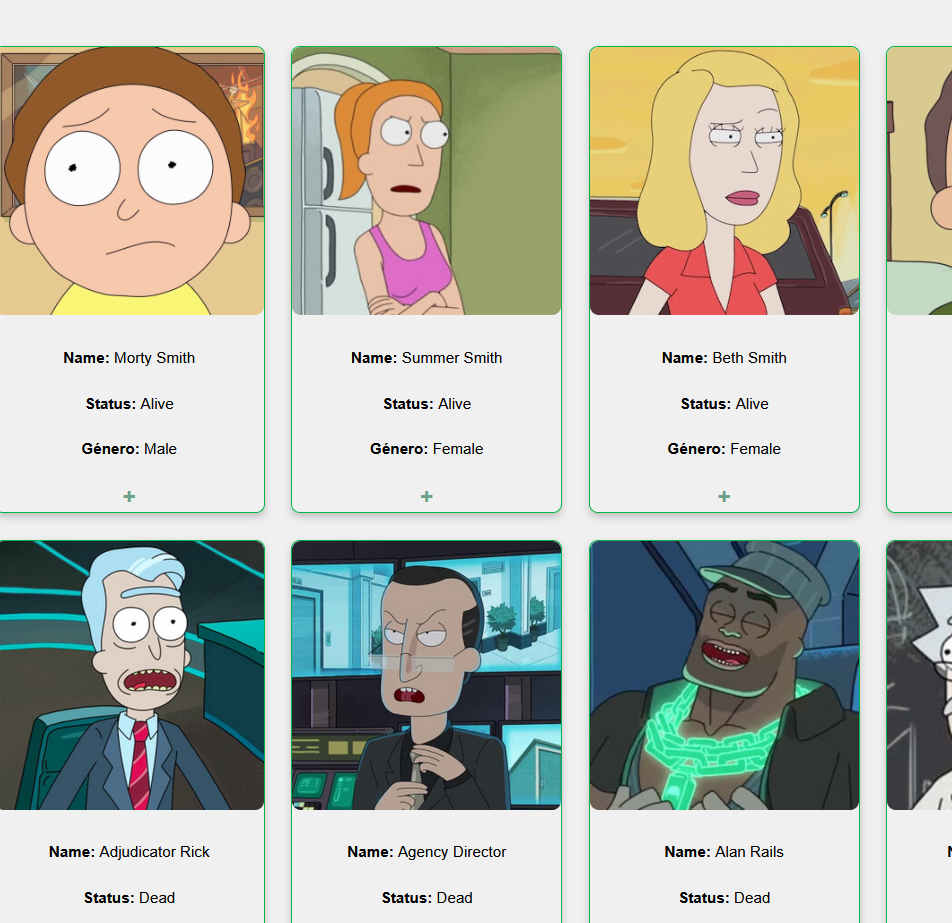 Name: Morty Smith
Status: Alive
Género: Male
+
Name: Summer Smith
Status: Alive
Género: Female
+
Name: Beth Smith
Status: Alive
Género: Female
+
Name: Adjudicator Rick
Status: Dead
Name: Agency Director
Status: Dead
Name: Alan Rails
Status: Dead